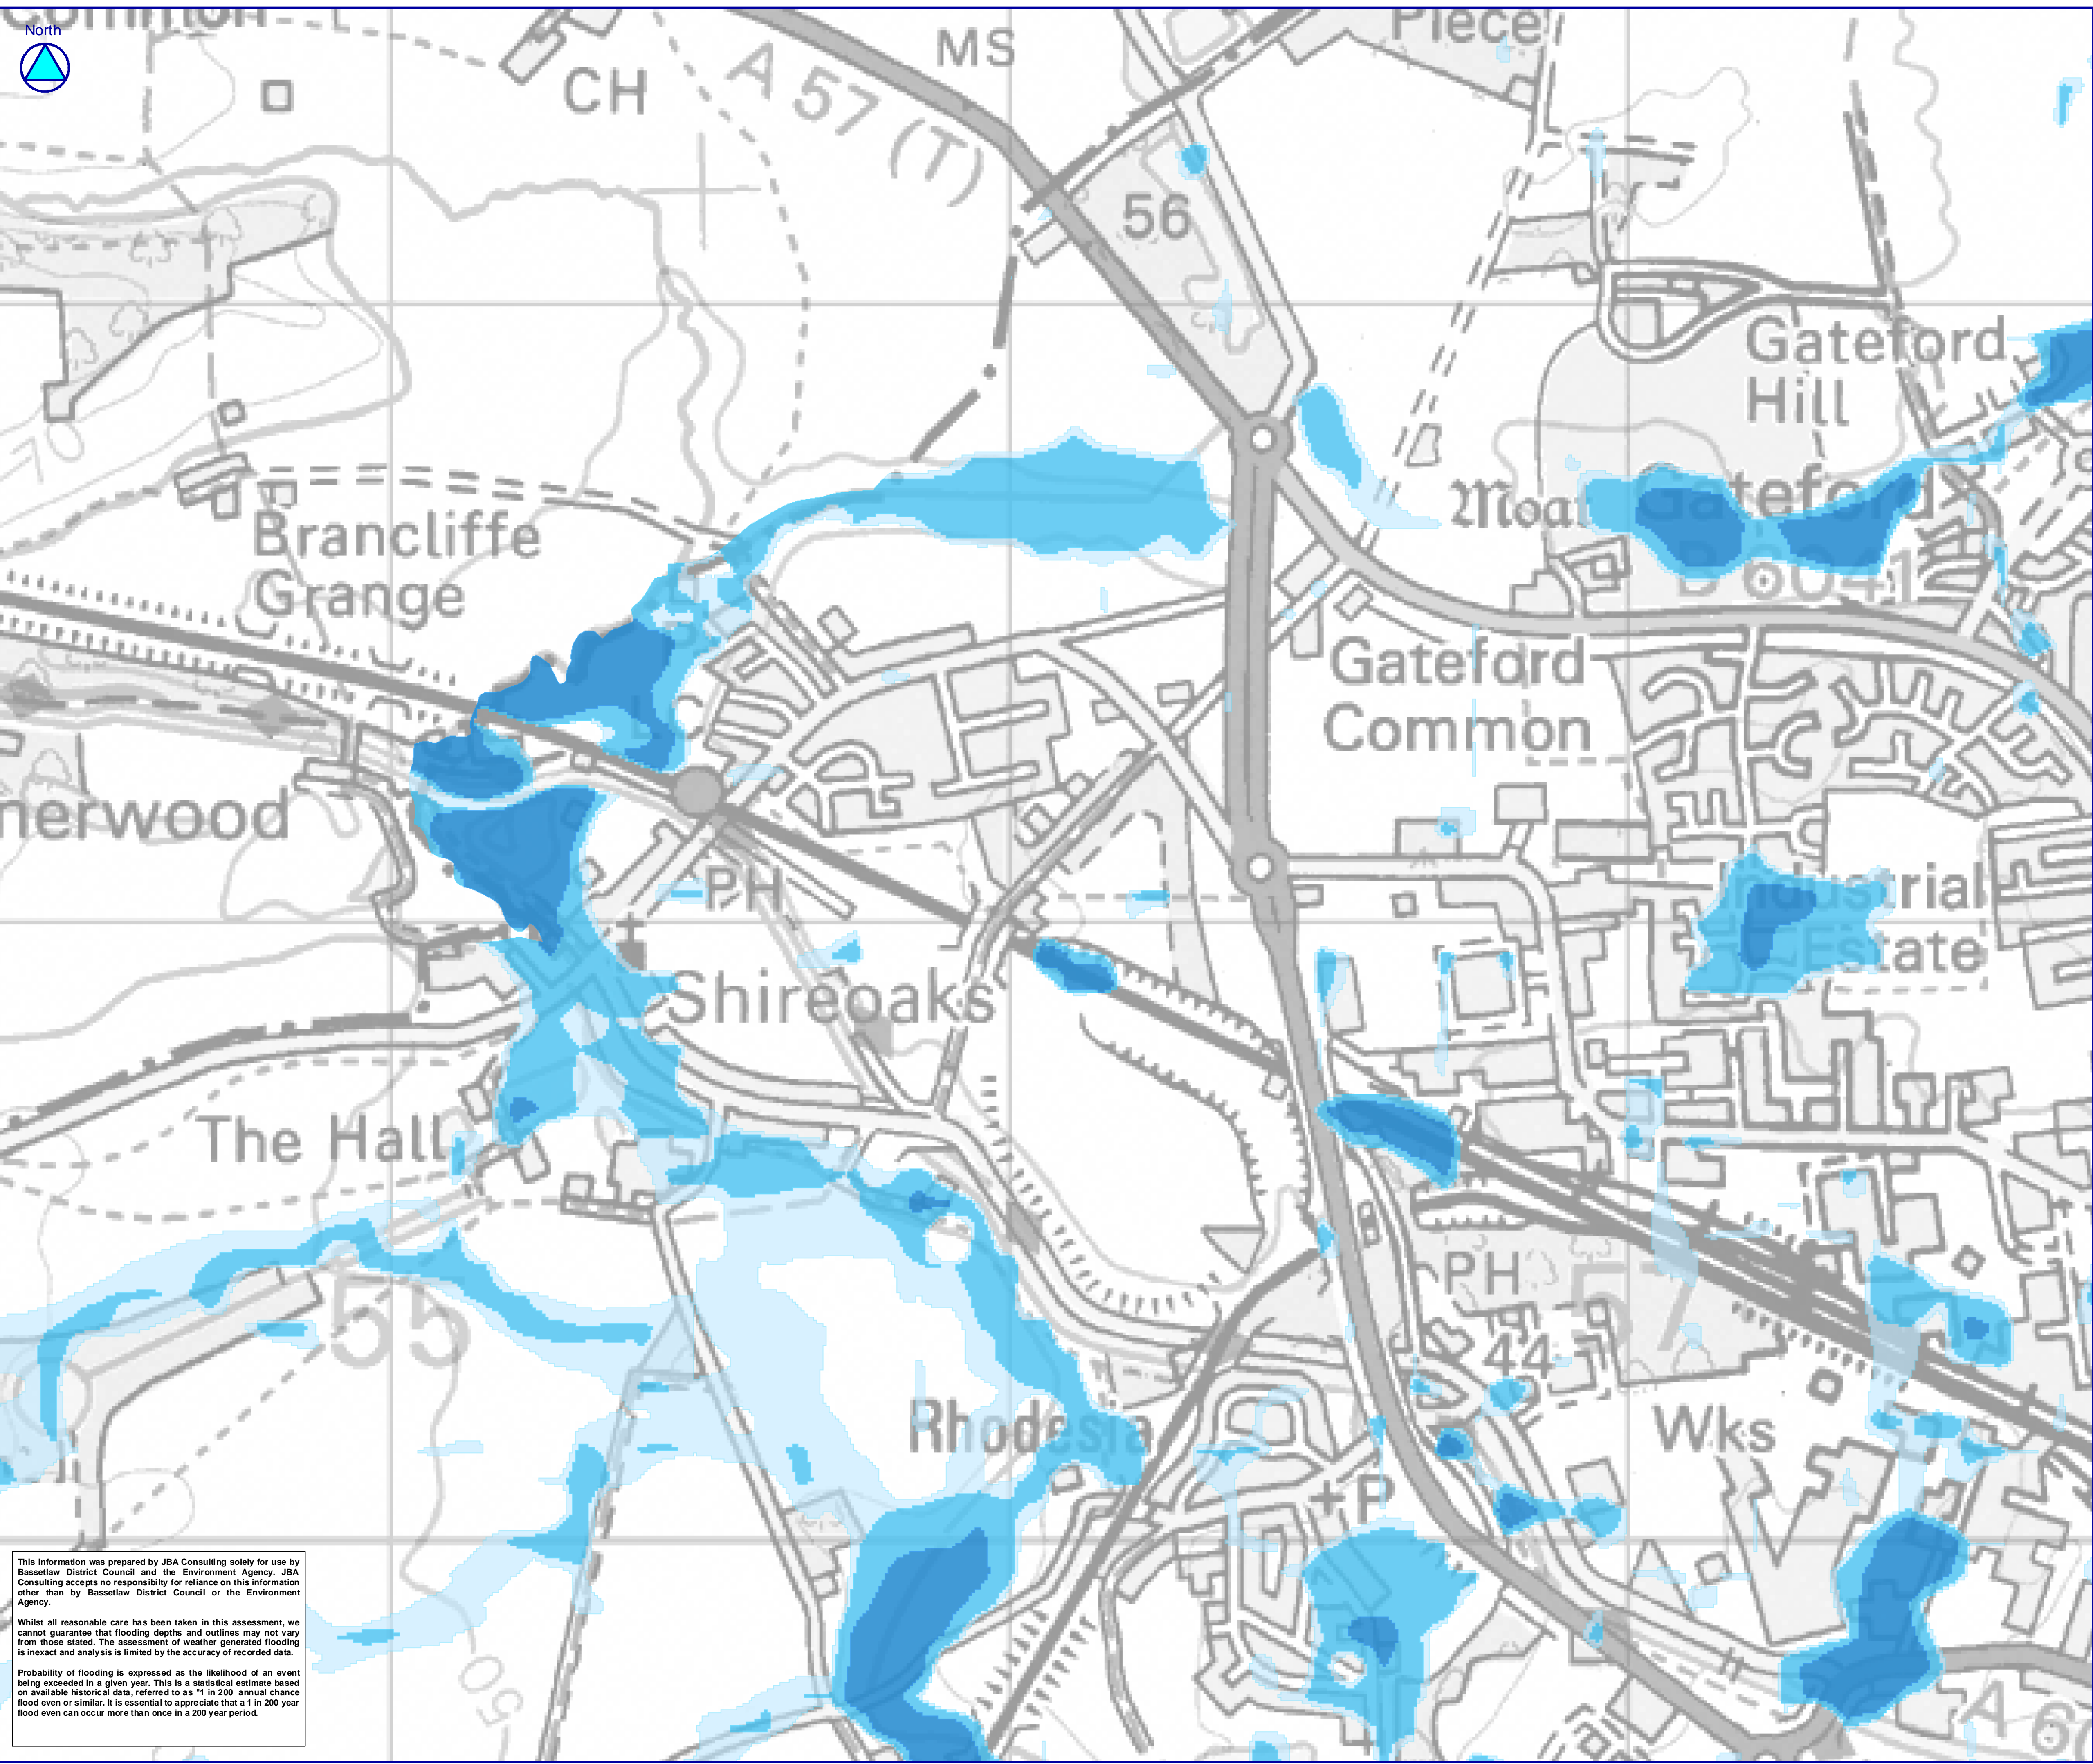 Common
North
Piece
MS
CH
A 57 (T)
56
Gateford
Hill
70
Moat
Gateford
B 6041
Brancliffe
Grange
Gateford
Common
LC
herwood
PH
Industrial
Estate
Shireoaks
The Hall
PH
57
55
44
Rhodesia
Wks
P
50
A 6
This information was prepared by JBA Consulting solely for use by
Bassetlaw District Council and the Environment Agency. JBA
Consulting accepts no responsibilty for reliance on this information
other than by Bassetlaw District Council or the Environment
Agency.
Whilst all reasonable care has been taken in this assessment, we
cannot guarantee that flooding depths and outlines may not vary
from those stated. The assessment of weather generated flooding
is inexact and analysis is limited by the accuracy of recorded data.
Probability of flooding is expressed as the likelihood of an event
being exceeded in a given year. This is a statistical estimate based
on available historical data, referred to as "1 in 200 annual chance
flood even or similar. It is essential to appreciate that a 1 in 200 year
flood even can occur more than once in a 200 year period.